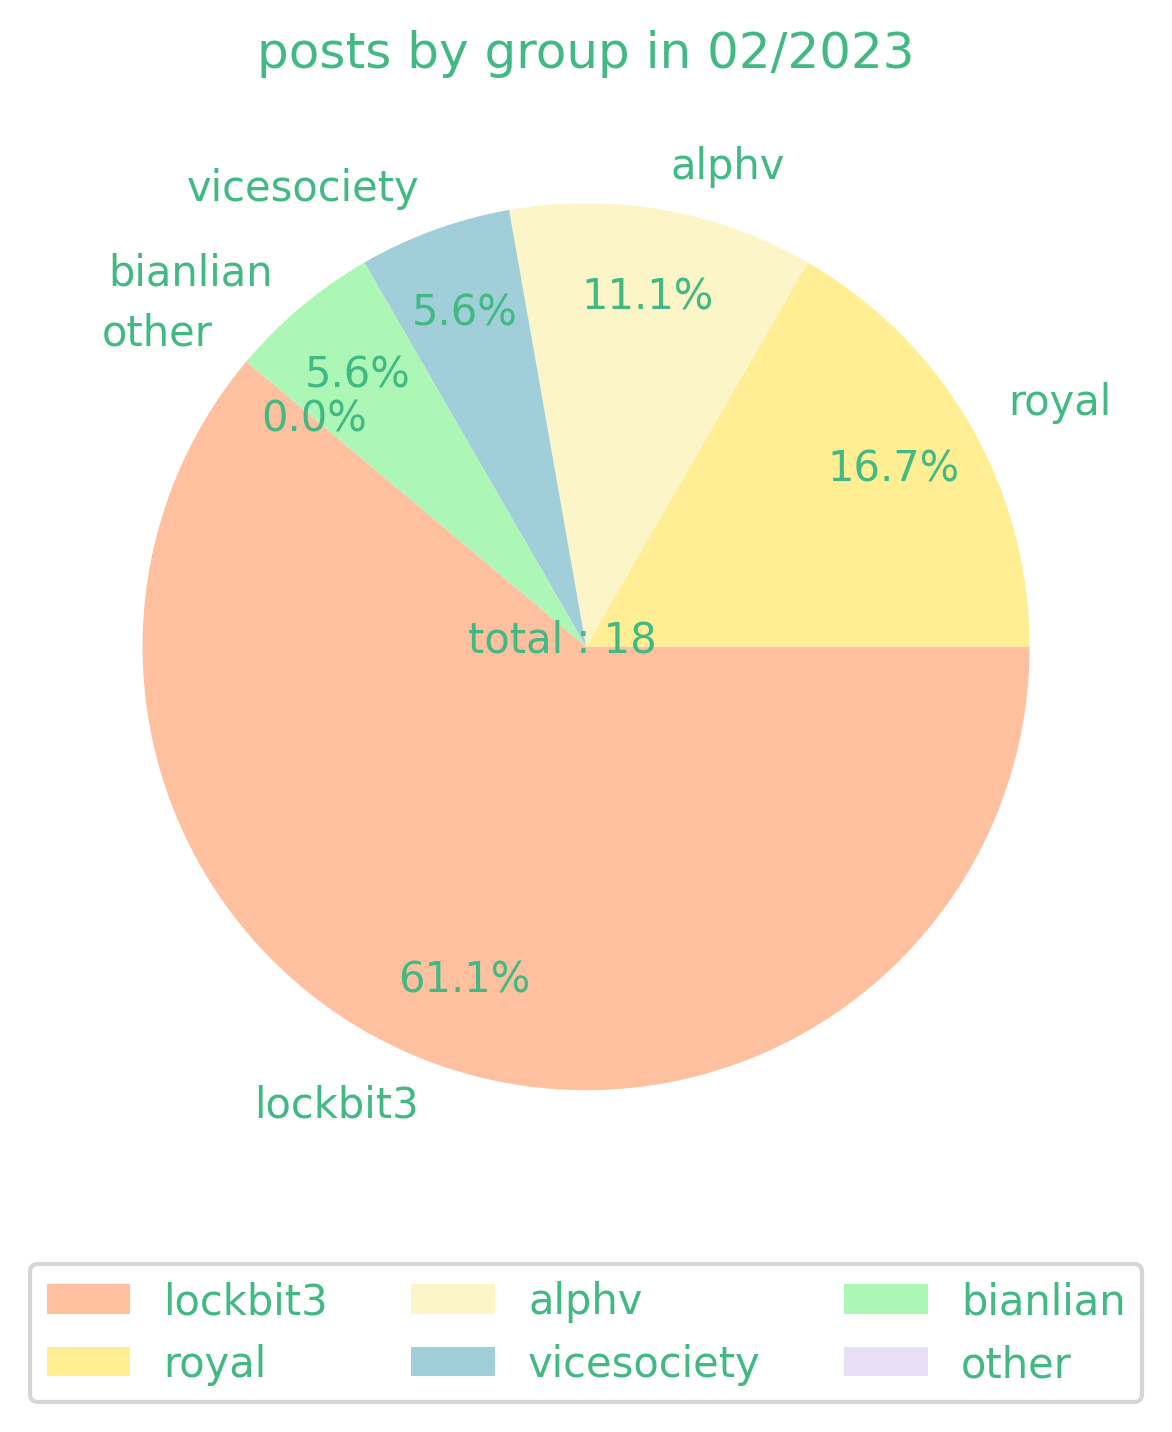 posts by group in 02/2023
alphv
vicesociety
bianlian
other
royal
11.1%
5.6%
5.6%
0.0%
16.7%
total : 18
61.1%
lockbit3
lockbit3 alphv bianlian
royal vicesociety other